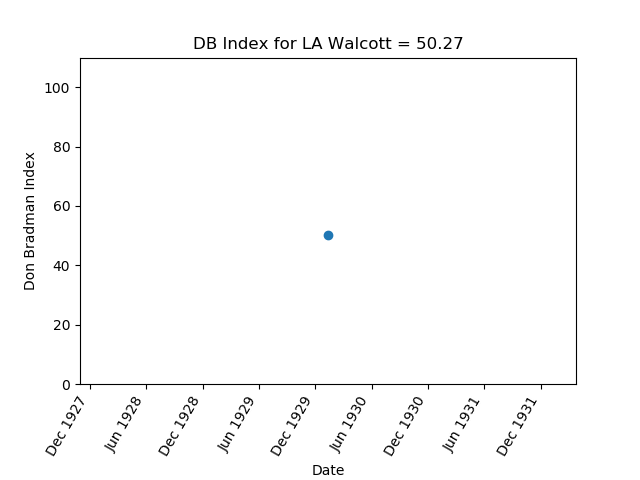 DB Index for LA Walcott = 50.27
100
80
60
40
20
0
Don Bradman Index
Dec 1927
Jun 1928
Dec 1928
Jun 1929
Dec 1929
Jun 1930
Dec 1930
Jun 1931
Dec 1931
Date